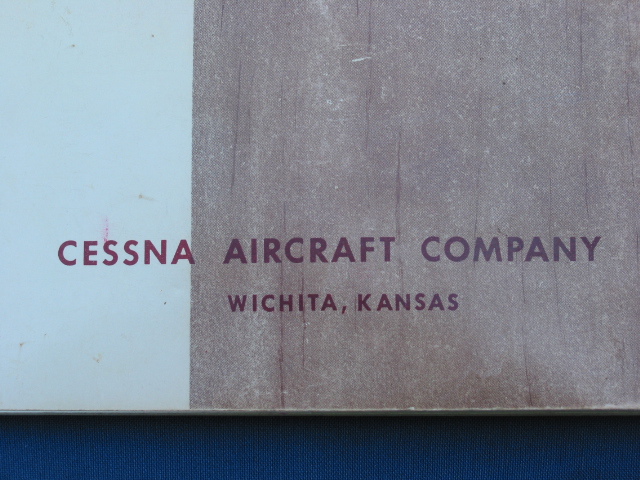 CESSNA AIRCRAFT COMPANY
WICHITA, KANSAS